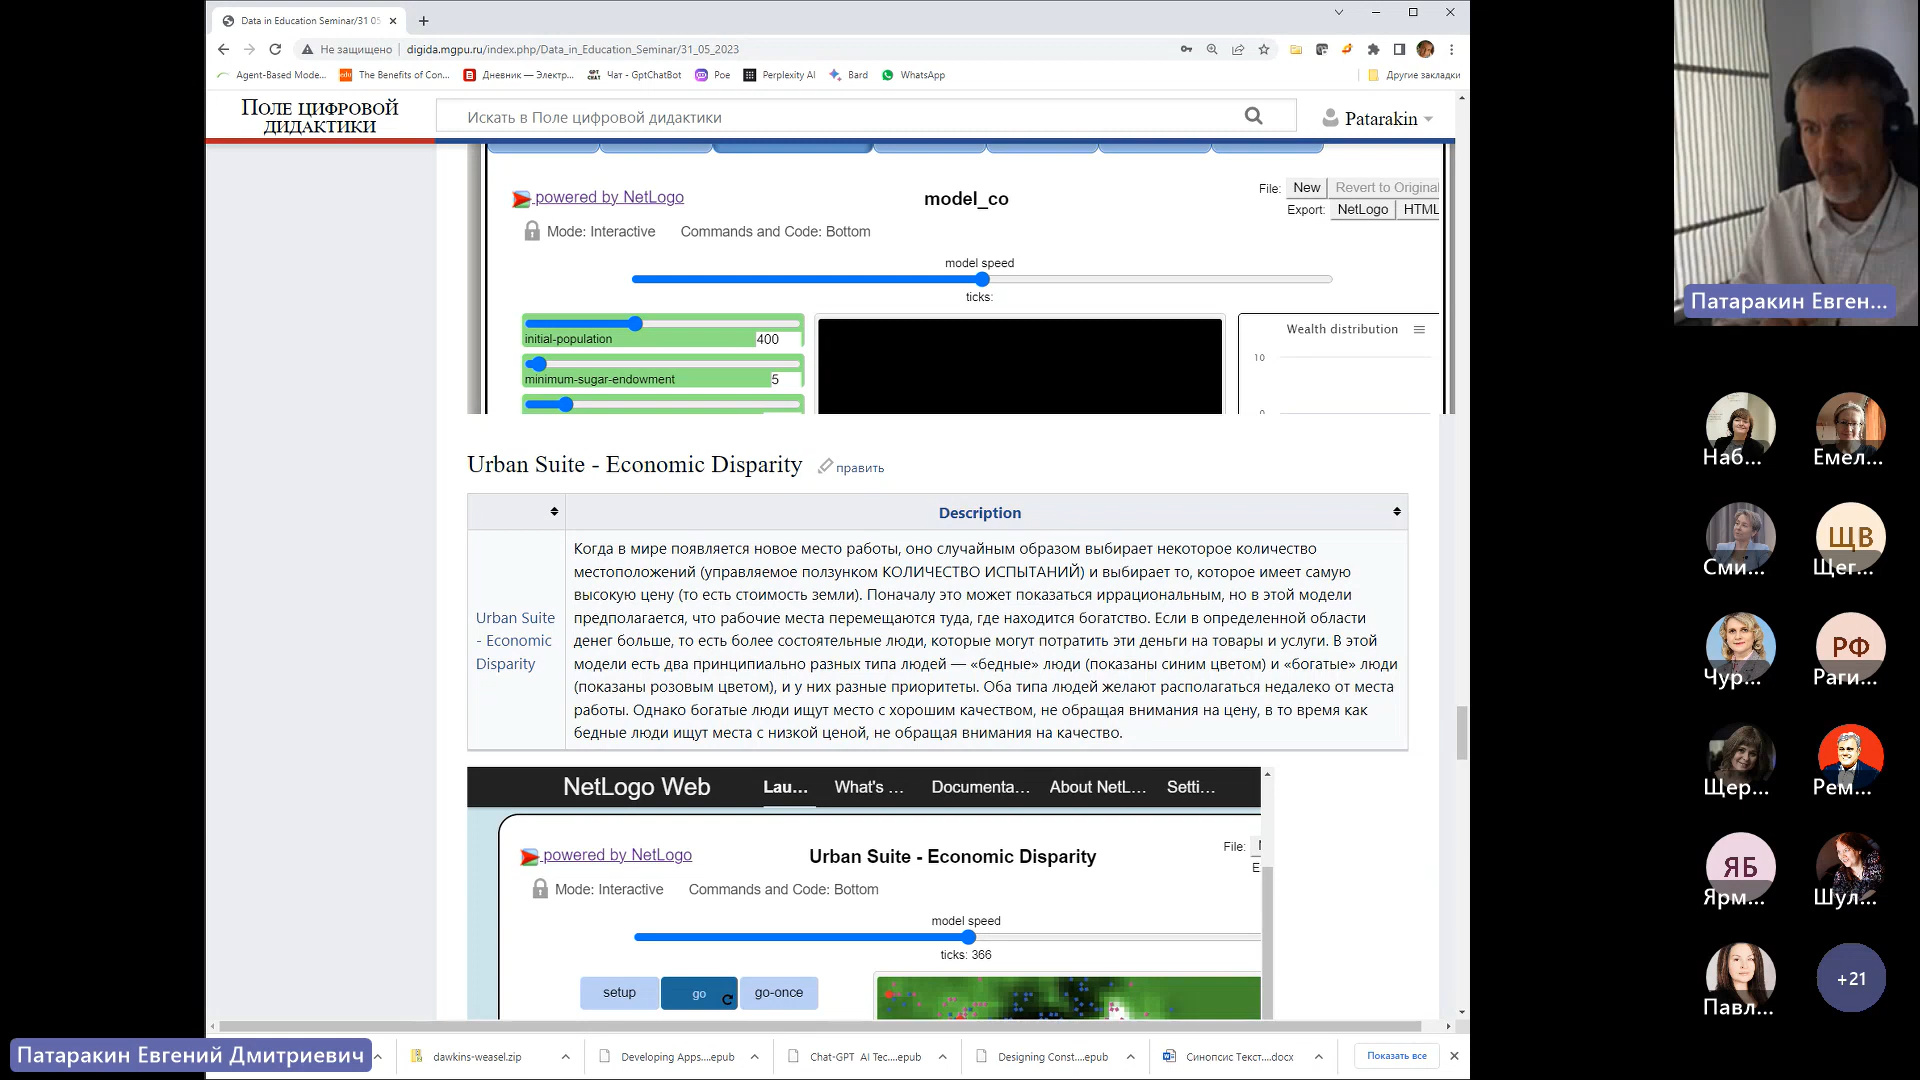 Data in Education Seminar/31 05
Не защищено
digida.mgpu.ru/index.php/Data_in_Education_Seminar/31_05_2023
Agent-Based Mode...
The Benefits of Con...
Дневник — Электр...
Чат - GptChatBot
Poe
Perplexity AI
Bard
WhatsApp
Другие закладки
Поле цифровой
дидактики
Искать в Поле цифровой дидактики
Patarakin
powered by NetLogo
model_co
File: New Revert to Original
Export: NetLogo HTML
Mode: Interactive
Commands and Code: Bottom
model speed
ticks:
initial-population 400
minimum-sugar-endowment 5
Wealth distribution
10
Urban Suite - Economic Disparity
править
Description
Urban Suite
- Economic
Disparity
Когда в мире появляется новое место работы, оно случайным образом выбирает некоторое количество
местоположений (управляемое ползунком КОЛИЧЕСТВО ИСПЫТАНИЙ) и выбирает то, которое имеет самую
высокую цену (то есть стоимость земли). Поначалу это может показаться иррациональным, но в этой модели
предполагается, что рабочие места перемещаются туда, где находится богатство. Если в определенной области
денег больше, то есть более состоятельные люди, которые могут потратить эти деньги на товары и услуги. В этой
модели есть два принципиально разных типа людей — «бедные» люди (показаны синим цветом) и «богатые» люди
(показаны розовым цветом), и у них разные приоритеты. Оба типа людей желают располагаться недалеко от места
работы. Однако богатые люди ищут место с хорошим качеством, не обращая внимания на цену, в то время как
бедные люди ищут места с низкой ценой, не обращая внимания на качество.
NetLogo Web
Lau...
What's ...
Documenta...
About NetL...
Setti...
powered by NetLogo
Urban Suite - Economic Disparity
File:
Mode: Interactive
Commands and Code: Bottom
model speed
ticks: 366
setup
go
go-once
dawkins-weasel.zip
Developing Apps....epub
Chat-GPT AI Tec....epub
Designing Const....epub
Синопсис Текст....docx
Показать все
Патаракин Евгений Дмитриевич
Патаракин Евген...
Наб...
Емел...
Сми...
ЩВ
Щег...
Чур...
РФ
Раги...
Щер...
Рем...
ЯБ
Ярм...
Шул...
Павл...
+21